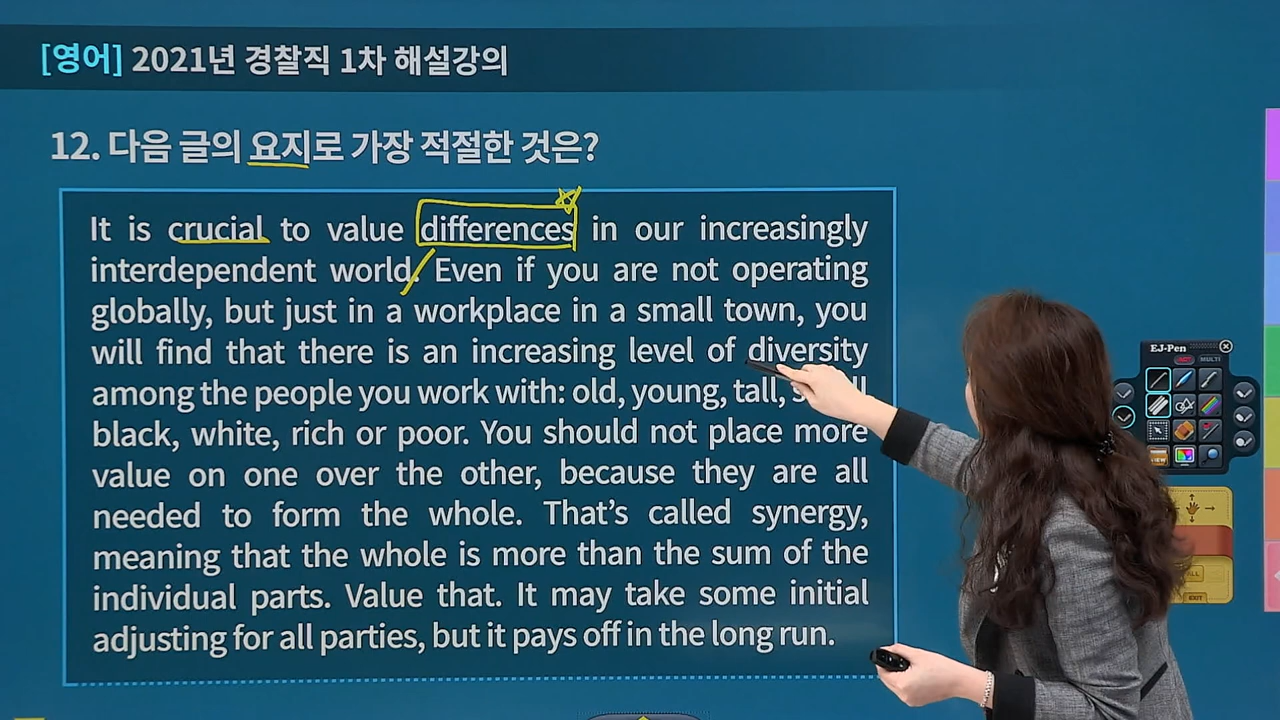 [영어] 2021년 경찰직 1차 해설강의
12. 다음 글의 요지로 가장 적절한 것은?
It is crucial to value differences in our increasingly
interdependent world. Even if you are not operating
globally, but just in a workplace in a small town, you
will find that there is an increasing level of diversity
among the people you work with: old, young, tall,
black, white, rich or poor. You should not place more
value on one over the other, because they are all
needed to form the whole. That's called synergy,
meaning that the whole is more than the sum of the
individual parts. Value that. It may take some initial
adjusting for all parties, but it pays off in the long run.
EJ-Pen
MULTI
VIEW
EXIT